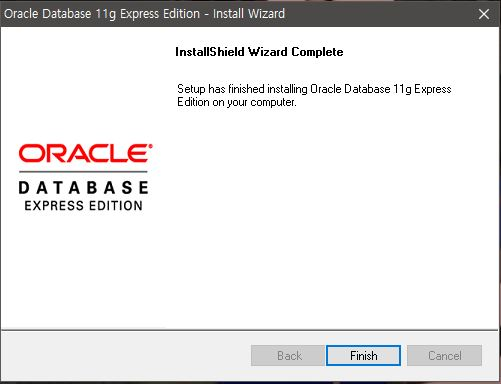 Oracle Database 11g Express Edition - Install Wizard
InstallShield Wizard Complete
Setup has finished installing Oracle Database 11g Express
Edition on your computer.
ORACLE
DATABASE
EXPRESS EDITION
Back
Finish
Cancel